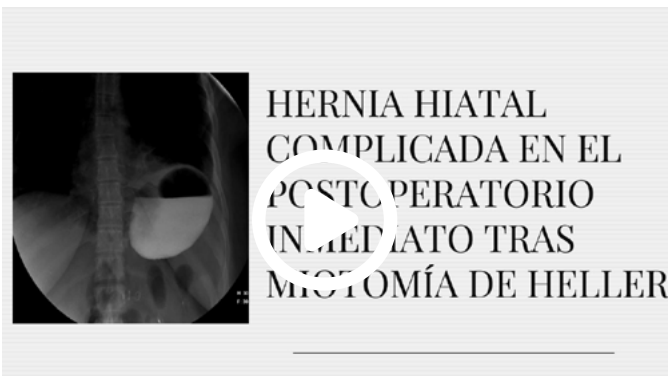 HERNIA HIATAL
COMPLICADA EN EL
POSTOPERATORIO
INMEDIATO TRAS
MIOTOMÍA DE HELLER